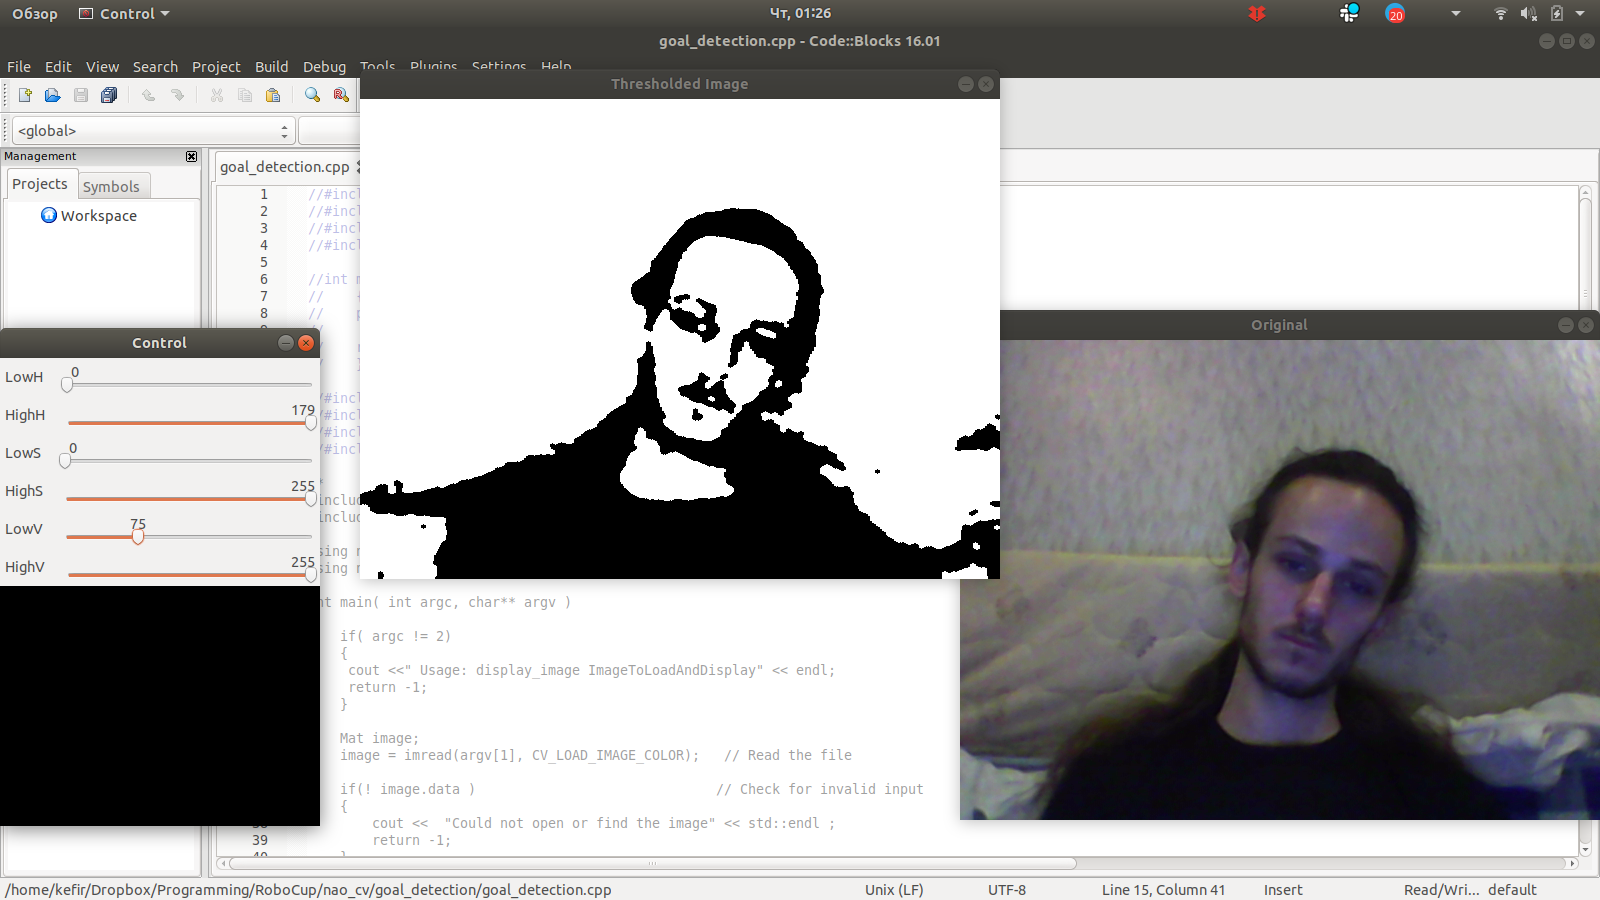 Обзор Control Чт, 01:26 20
goal_detection.cpp - Code::Blocks 16.01
File Edit View Search Project Build Debug Tools Plugins Settings Help
Thresholded Image
<global>
Management
Projects Symbols
Workspace
goal_detection.cpp
1 //#incl
2 //#incl
3 //#incl
4 //#incl
5
6 //int m
7 //
8 // p
Control
LowH 0
HighH 179
LowS 0
HighS 255
LowV 75
HighV 255
Original
//#incl
//#incl
//#incl
//#incl
includ
includ
sing n
sing n
nt main( int argc, char** argv )
if( argc != 2)
{
cout <<" Usage: display_image ImageToLoadAndDisplay" << endl;
return -1;
}
Mat image;
image = imread(argv[1], CV_LOAD_IMAGE_COLOR); // Read the file
if(! image.data ) // Check for invalid input
{
cout << "Could not open or find the image" << std::endl ;
39 return -1;
/home/kefir/Dropbox/Programming/RoboCup/nao_cv/goal_detection/goal_detection.cpp Unix (LF) UTF-8 Line 15, Column 41 Insert Read/Wri... default